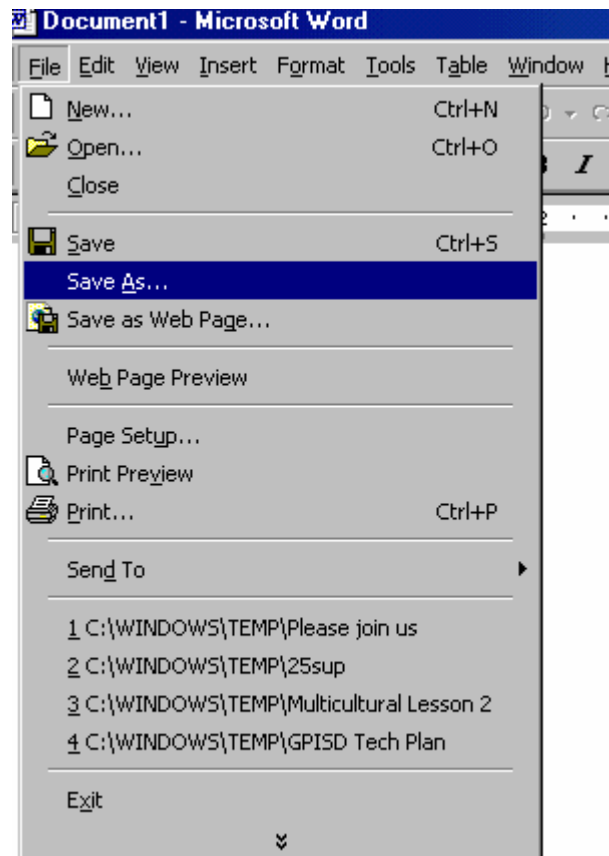 Document1 - Microsoft Word
File Edit View Insert Format Tools Table Window
New... Ctrl+N
Open... Ctrl+O
Close
I
Save Ctrl+S
2
Save As...
Save as Web Page...
Web Page Preview
Page Setup...
Print Preview
Print... Ctrl+P
Send To
1 C:\WINDOWS\TEMP\Please join us
2 C:\WINDOWS\TEMP\25sup
3 C:\WINDOWS\TEMP\Multicultural Lesson 2
4 C:\WINDOWS\TEMP\GPISD Tech Plan
Exit